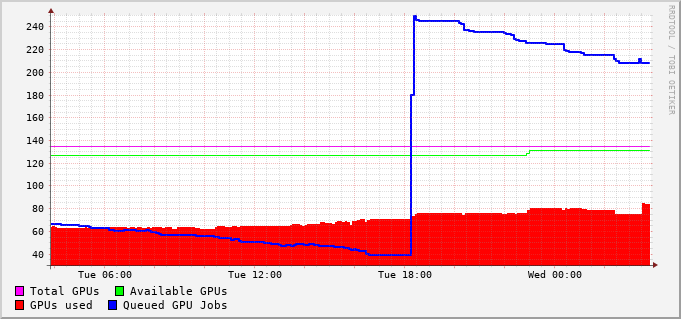 240
220
200
180
160
140
120
100
80
60
40
Tue 06:00 Tue 12:00 Tue 18:00 Wed 00:00
Total GPUs Available GPUs
GPUs used Queued GPU Jobs
RRDTOOL / TOBI OETIKER